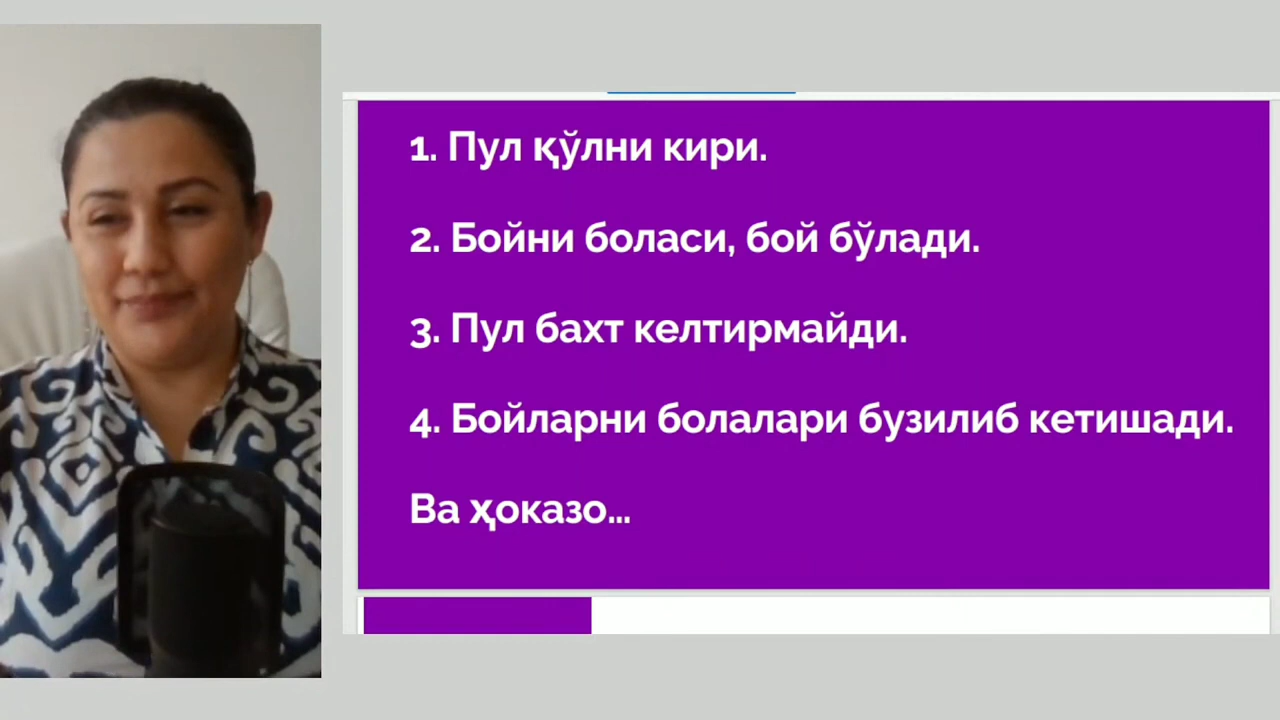 1. Пул қўлни кири.
2. Бойни боласи, бой бўлади.
3. Пул бахт келтирмайди.
4. Бойларни болалари бузилиб кетишади.
Ва ҳоказо...